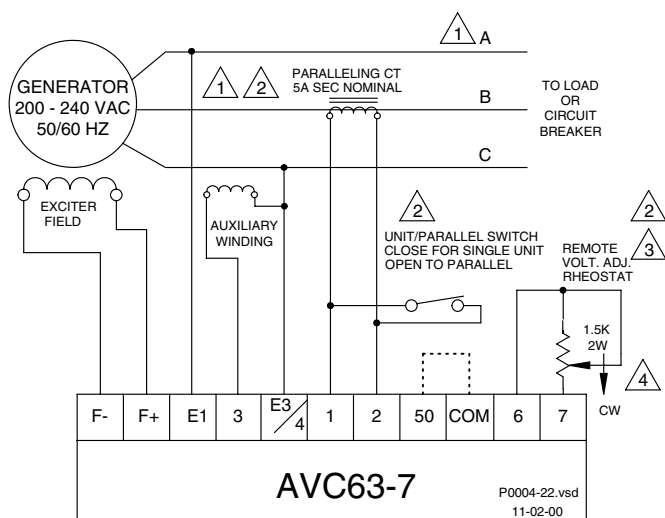 1 A
GENERATOR
200 - 240 VAC
50/60 HZ
1 2
PARALLELING CT
5A SEC NOMINAL
B
TO LOAD
OR
CIRCUIT
BREAKER
C
EXCITER
FIELD
AUXILIARY
WINDING
2
UNIT/PARALLEL SWITCH
CLOSE FOR SINGLE UNIT
OPEN TO PARALLEL
2
3
REMOTE
VOLT. ADJ.
RHEOSTAT
1.5K
2W
4
CW
F- F+ E1 3 E3/4 1 2 50 COM 6 7
AVC63-7
P0004-22.vsd
11-02-00